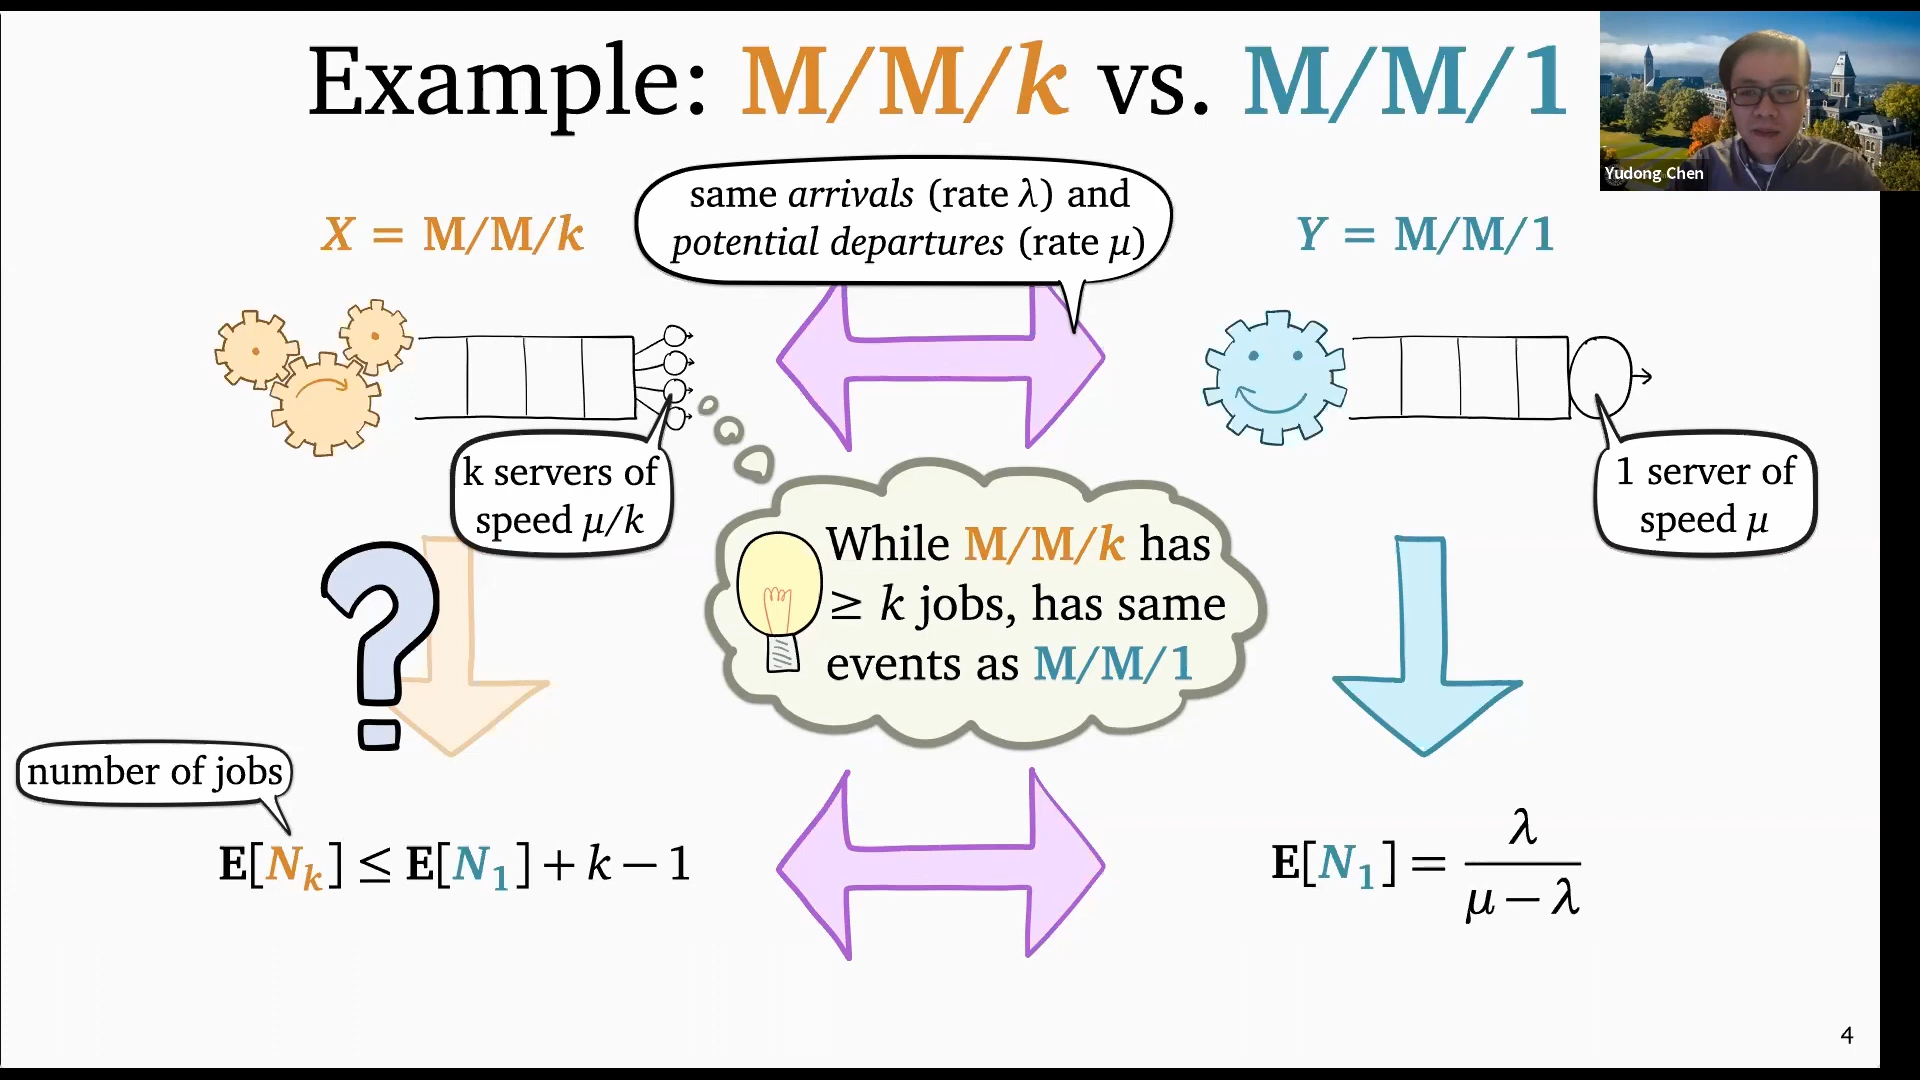 Example: M/M/k vs. M/M/1
Yudong Chen
same arrivals (rate λ) and
potential departures (rate μ)
X = M/M/k
Y = M/M/1
k servers of
speed μ/k
1 server of
speed μ
While M/M/k has
≥ k jobs, has same
events as M/M/1
?
number of jobs
E[N_k] ≤ E[N_1] + k − 1
E[N_1] = λ / (μ − λ)
4